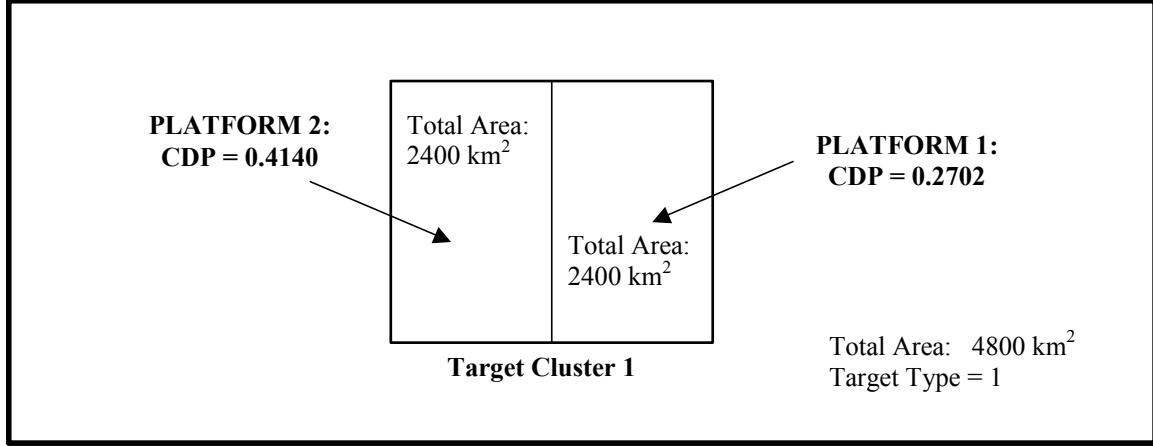 PLATFORM 2:
CDP = 0.4140
Total Area:
2400 km²
PLATFORM 1:
CDP = 0.2702
Total Area:
2400 km²
Target Cluster 1
Total Area: 4800 km²
Target Type = 1